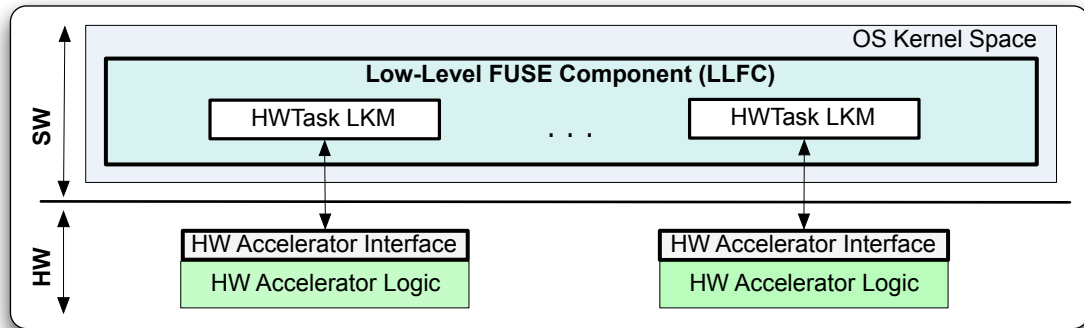 OS Kernel Space
Low-Level FUSE Component (LLFC)
HWTask LKM
. . .
HWTask LKM
SW
HW
HW Accelerator Interface
HW Accelerator Interface
HW Accelerator Logic
HW Accelerator Logic